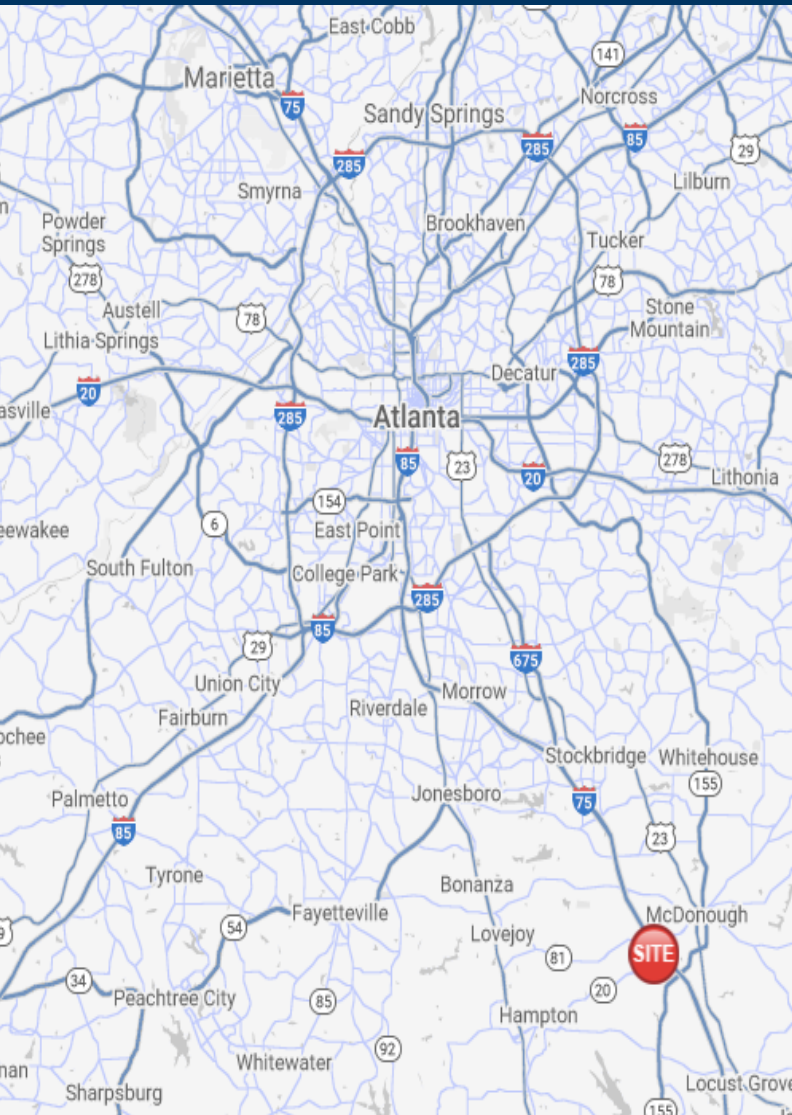 East Cobb
141
Marietta
75
Norcross
Sandy Springs
285
85
29
285
Smyrna
Lilburn
Powder
Springs
Brookhaven
Tucker
278
78
Austell
78
Stone
Mountain
Lithia Springs
285
Decatur
20
asville
285
Atlanta
85
23
278
20
Lithonia
154
6
eewakee
East Point
South Fulton
College Park
285
85
29
675
Union City
Morrow
Riverdale
Fairburn
ochee
Stockbridge
Whitehouse
155
Jonesboro
Palmetto
75
85
23
Tyrone
Bonanza
Fayetteville
McDonough
54
Lovejoy
SITE
81
34
20
Peachtree City
85
Hampton
92
Whitewater
nan
Sharpsburg
Locust Grove
155